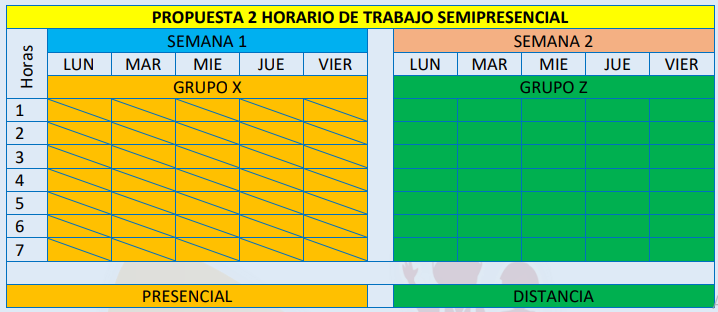 PROPUESTA 2 HORARIO DE TRABAJO SEMIPRESENCIAL
Horas
SEMANA 1 SEMANA 2
LUN MAR MIE JUE VIER LUN MAR MIE JUE VIER
GRUPO X GRUPO Z
1
2
3
4
5
6
7
PRESENCIAL DISTANCIA